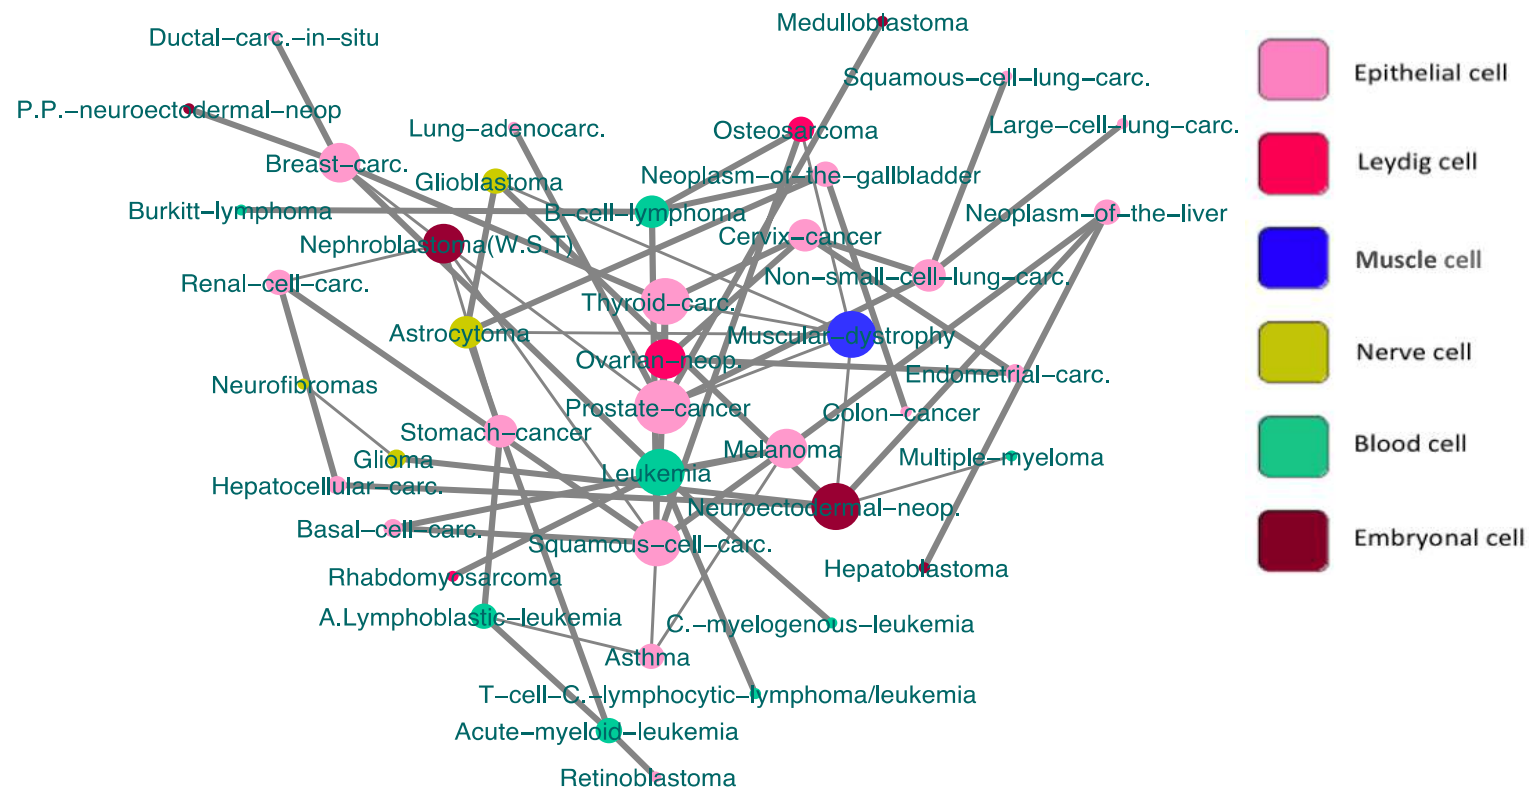 Medulloblastoma
Ductal-carc.-in-situ
Squamous-cell-lung-carc.
Epithelial cell
P.P.-neuroectodermal-neop
Lung-adenocarc.
Osteosarcoma
Large-cell-lung-carc.
Breast-carc.
Glioblastoma
Neoplasm-of-the-gallbladder
Leydig cell
Burkitt-lymphoma
B-cell-lymphoma
Neoplasm-of-the-liver
Nephroblastoma(W.S.T)
Cervix-cancer
Renal-cell-carc.
Non-small-cell-lung-carc.
Muscle cell
Thyroid-carc.
Astrocytoma
Muscular-dystrophy
Ovarian-neop.
Nerve cell
Neurofibromas
Endometrial-carc.
Prostate-cancer
Colon-cancer
Stomach-cancer
Melanoma
Blood cell
Glioma
Multiple-myeloma
Leukemia
Hepatocellular-carc.
Neuroectodermal-neop.
Basal-cell-carc.
Squamous-cell-carc.
Embryonal cell
Rhabdomyosarcoma
Hepatoblastoma
A.Lymphoblastic-leukemia
C.-myelogenous-leukemia
Asthma
T-cell-C.-lymphocytic-lymphoma/leukemia
Acute-myeloid-leukemia
Retinoblastoma